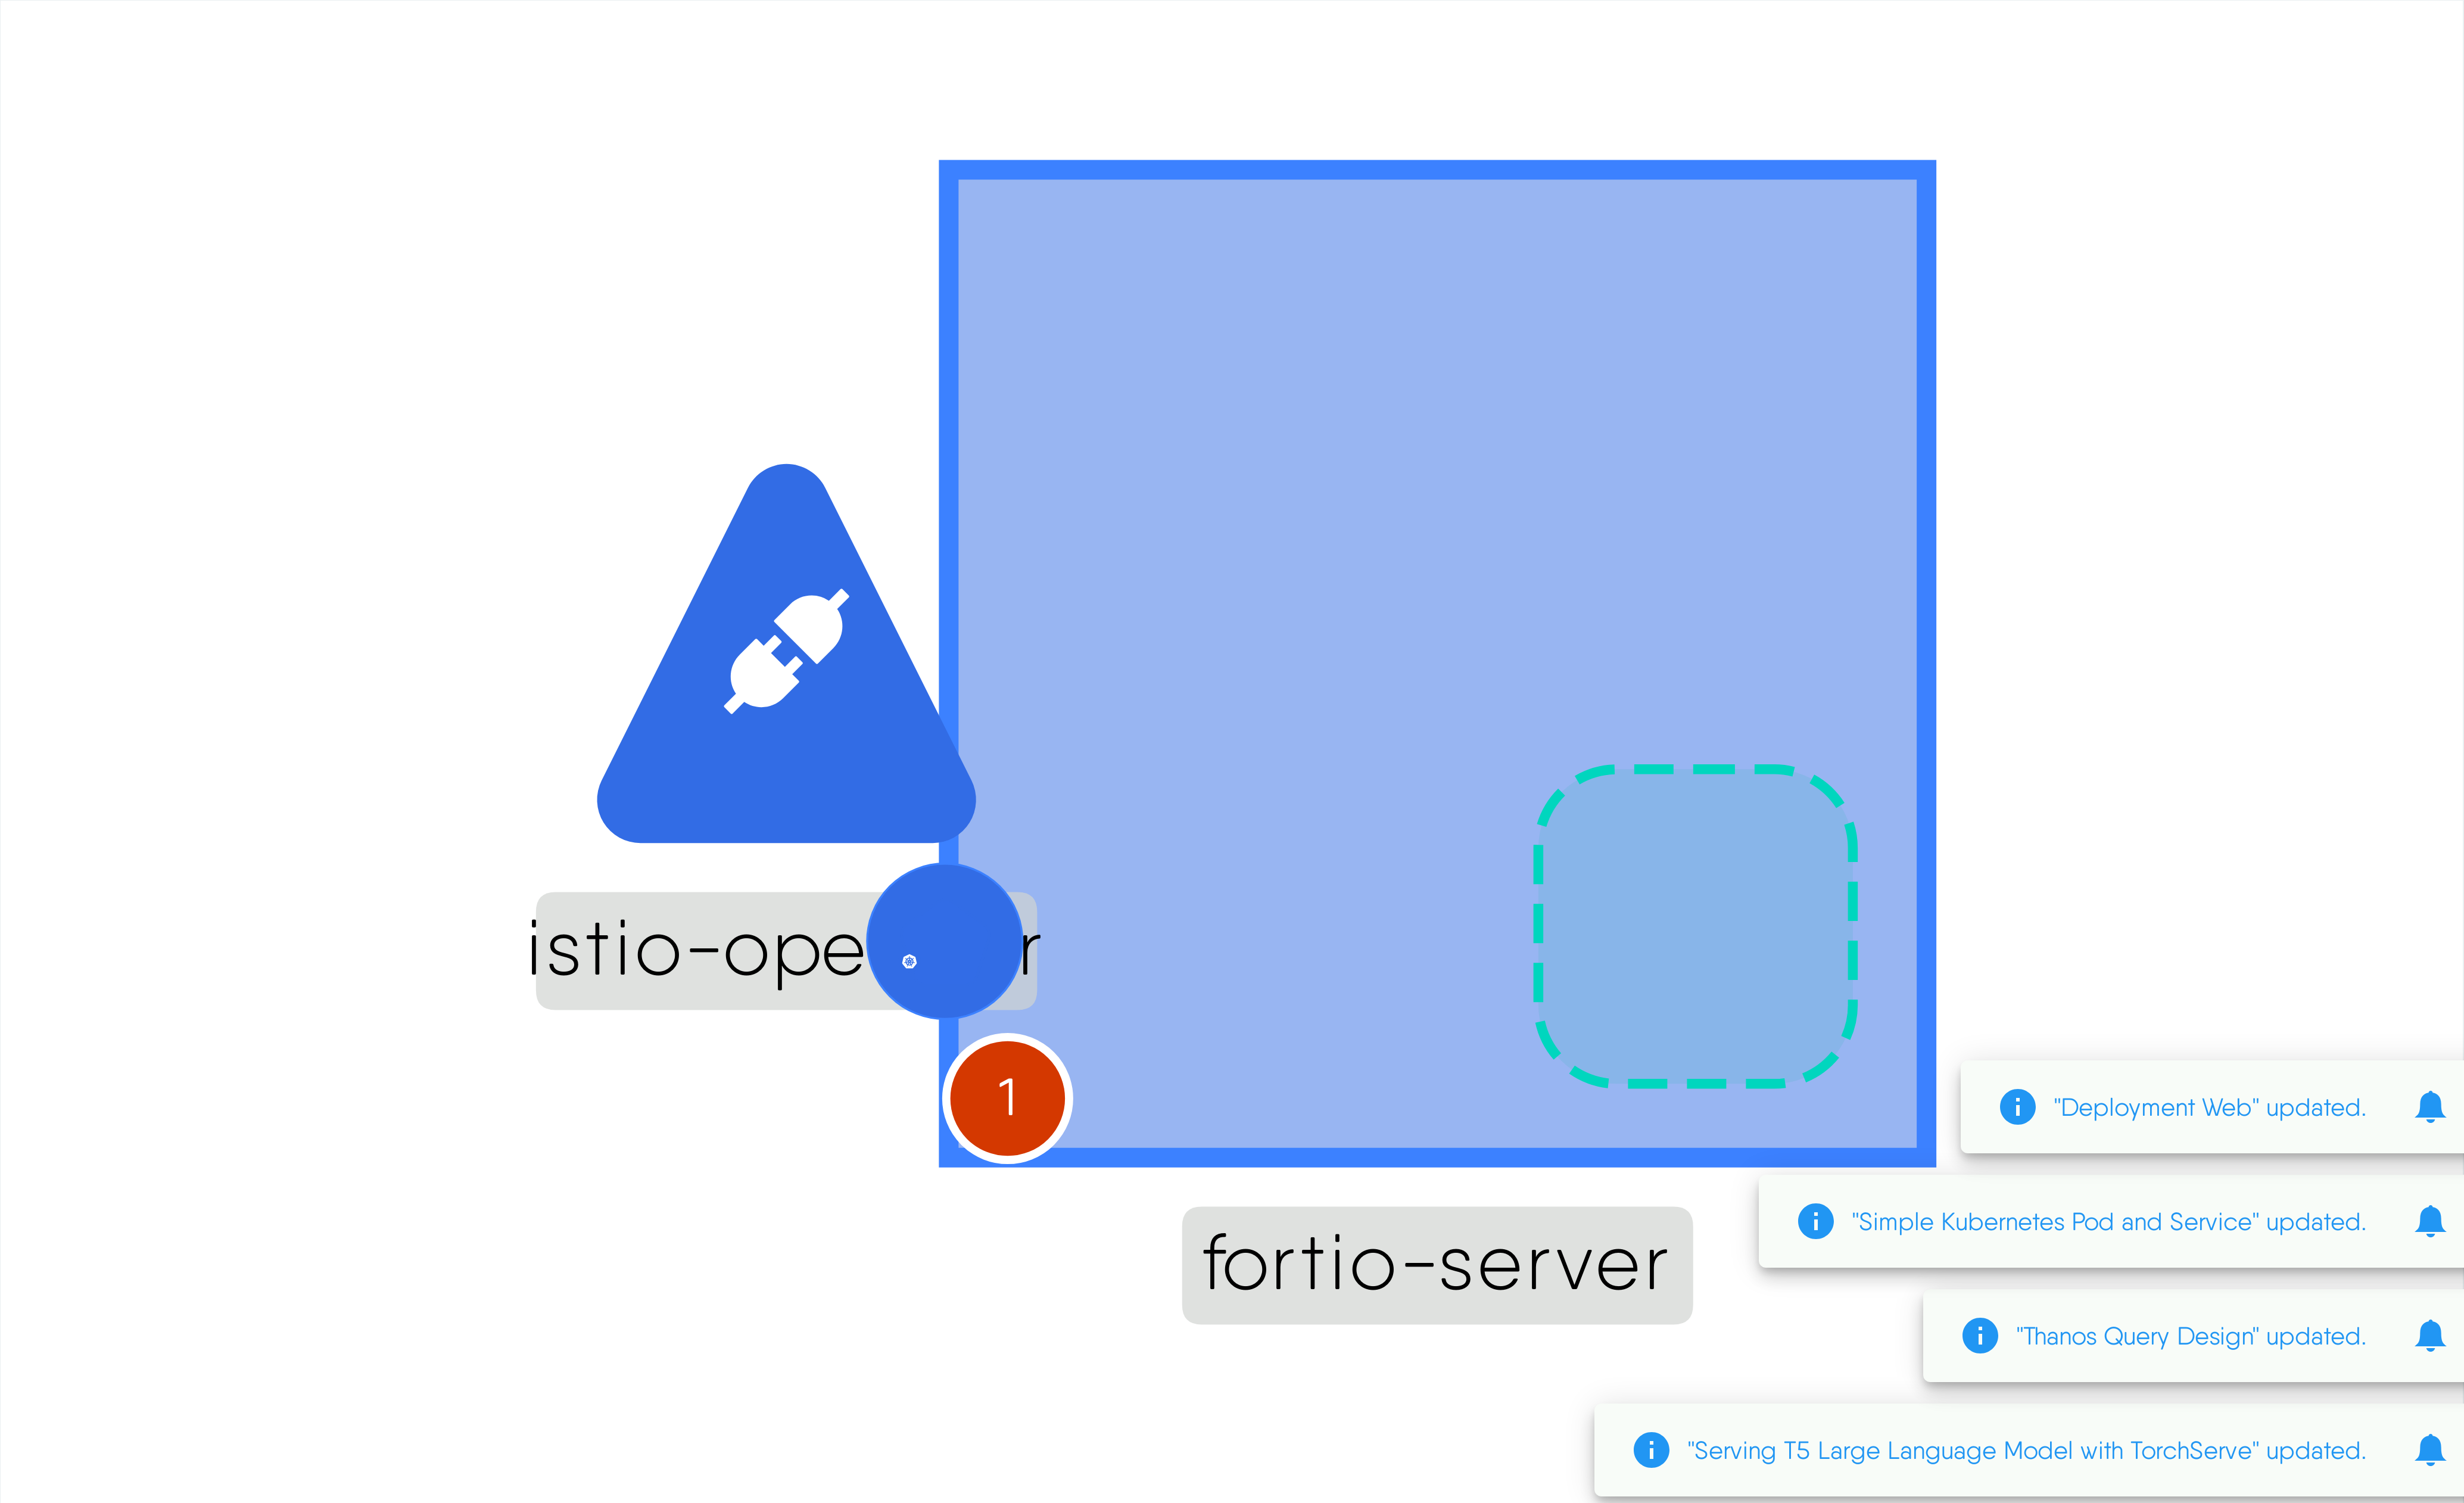 istio-ope r
1
fortio-server
"Deployment Web" updated.
"Simple Kubernetes Pod and Service" updated.
"Thanos Query Design" updated.
"Serving T5 Large Language Model with TorchServe" updated.